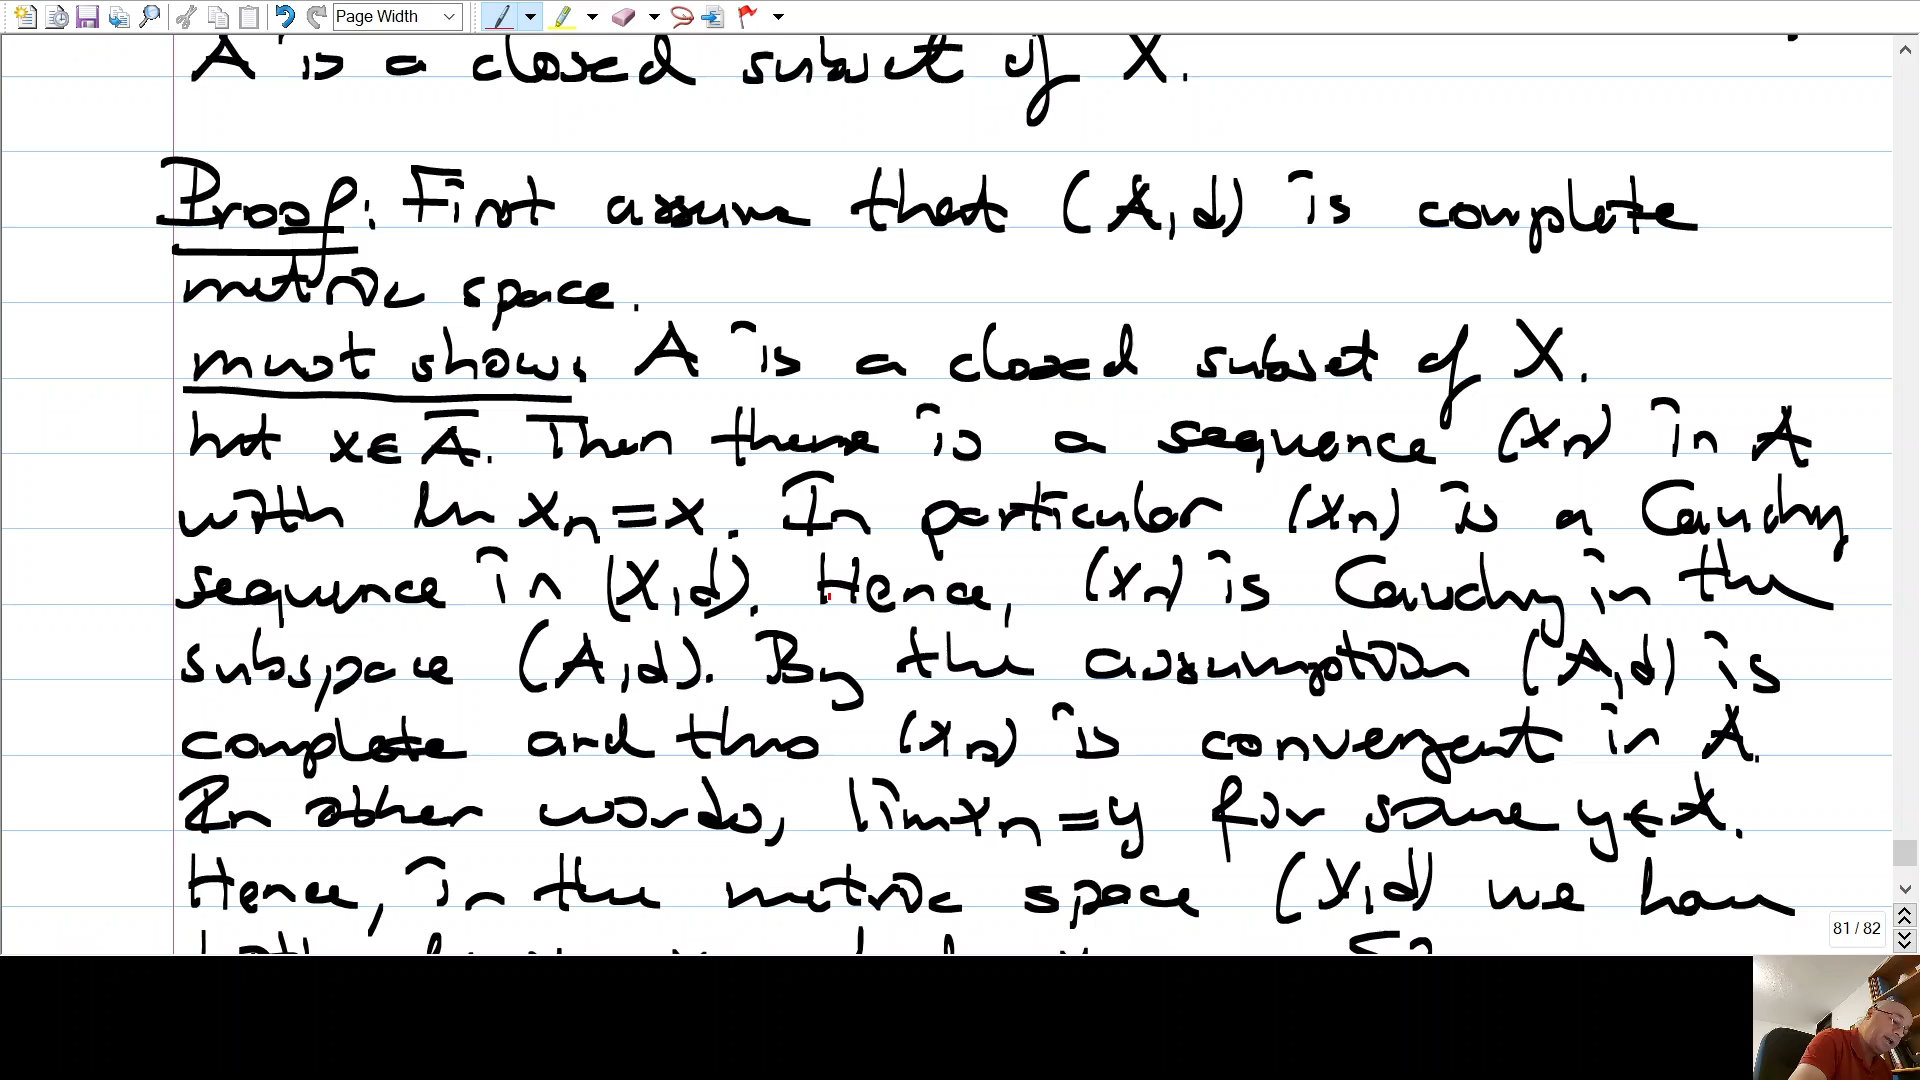 Page Width
A is a closed subset of X.
Proof: First assume that (A,d) is complete
metric space.
must show: A is a closed subset of X.
Let x∈A̅. Then there is a sequence (xₙ) in A
with lim xₙ=x. In particular (xₙ) is a Cauchy
sequence in (X,d). Hence, (xₙ) is Cauchy in the
subspace (A,d). By the assumption (A,d) is
complete and thus (xₙ) is convergent in A.
In other words, lim xₙ=y for some y∈A.
Hence, in the metric space (X,d) we have
81 / 82